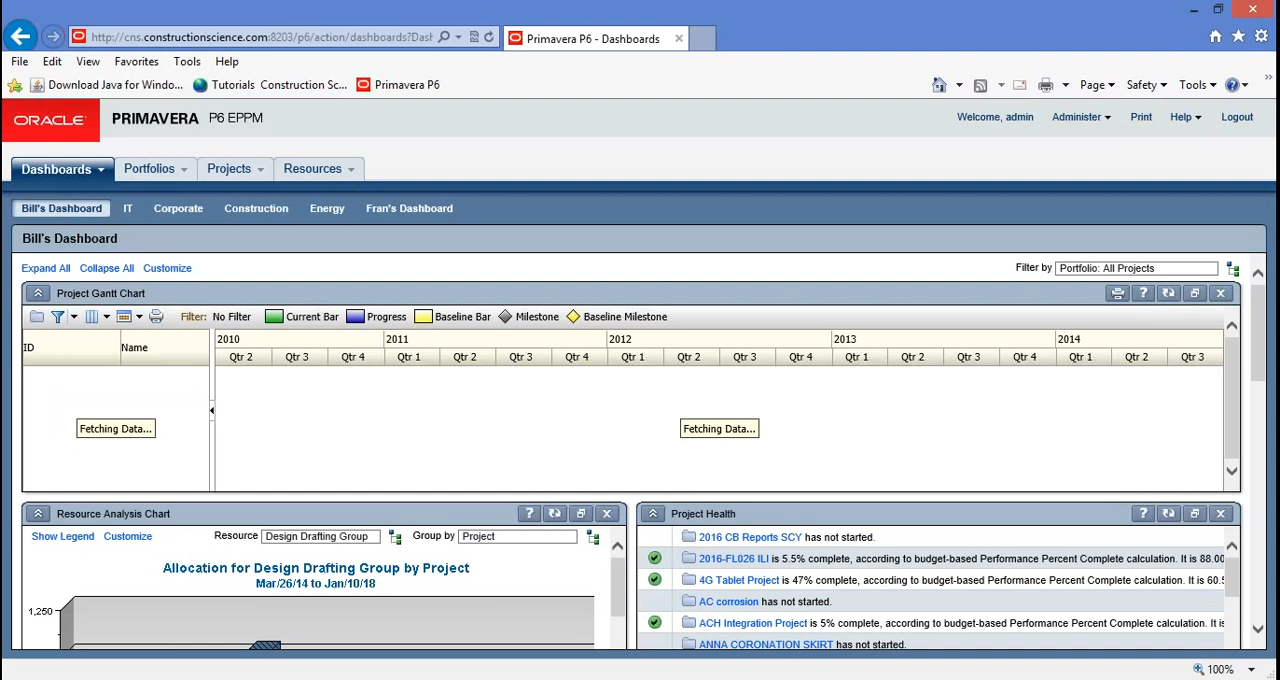 http://cns.constructionscience.com:8203/p6/action/dashboards?Dash
Primavera P6 - Dashboards
File Edit View Favorites Tools Help
Download Java for Window... Tutorials Construction Sc... Primavera P6
Page Safety Tools
ORACLE PRIMAVERA P6 EPPM
Welcome, admin Administer Print Help Logout
Dashboards Portfolios Projects Resources
Bill's Dashboard IT Corporate Construction Energy Fran's Dashboard
Bill's Dashboard
Expand All Collapse All Customize
Filter by Portfolio: All Projects
Project Gantt Chart
Filter: No Filter Current Bar Progress Baseline Bar Milestone Baseline Milestone
ID Name
2010 2011 2012 2013 2014
Qtr 2 Qtr 3 Qtr 4 Qtr 1 Qtr 2 Qtr 3 Qtr 4 Qtr 1 Qtr 2 Qtr 3 Qtr 4 Qtr 1 Qtr 2 Qtr 3 Qtr 4 Qtr 1 Qtr 2 Qtr 3
Fetching Data... Fetching Data...
Resource Analysis Chart
Show Legend Customize Resource Design Drafting Group Group by Project
Allocation for Design Drafting Group by Project
Mar/26/14 to Jan/10/18
1,250
Project Health
2016 CB Reports SCY has not started.
2016-FL026 ILI is 5.5% complete, according to budget-based Performance Percent Complete calculation. It is 88.00
4G Tablet Project is 47% complete, according to budget-based Performance Percent Complete calculation. It is 60.5
AC corrosion has not started.
ACH Integration Project is 5% complete, according to budget-based Performance Percent Complete calculation. It is
ANNA CORONATION SKIRT has not started.
100%